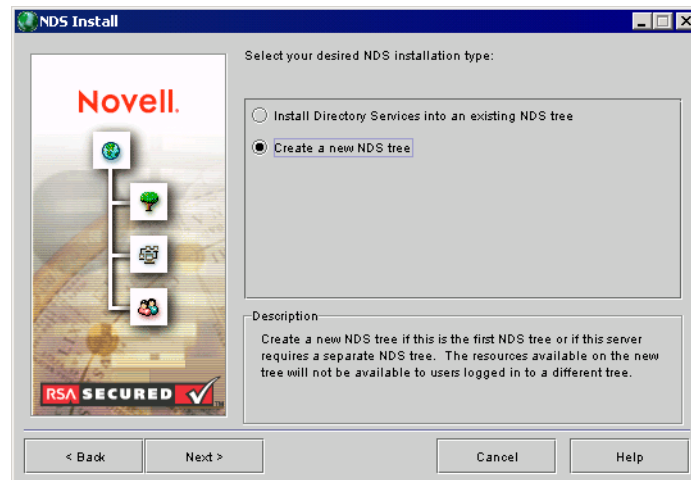 NDS Install
Select your desired NDS installation type:
Novell.
Install Directory Services into an existing NDS tree
Create a new NDS tree
Description
Create a new NDS tree if this is the first NDS tree or if this server
requires a separate NDS tree. The resources available on the new
tree will not be available to users logged in to a different tree.
RSA SECURED
< Back
Next >
Cancel
Help